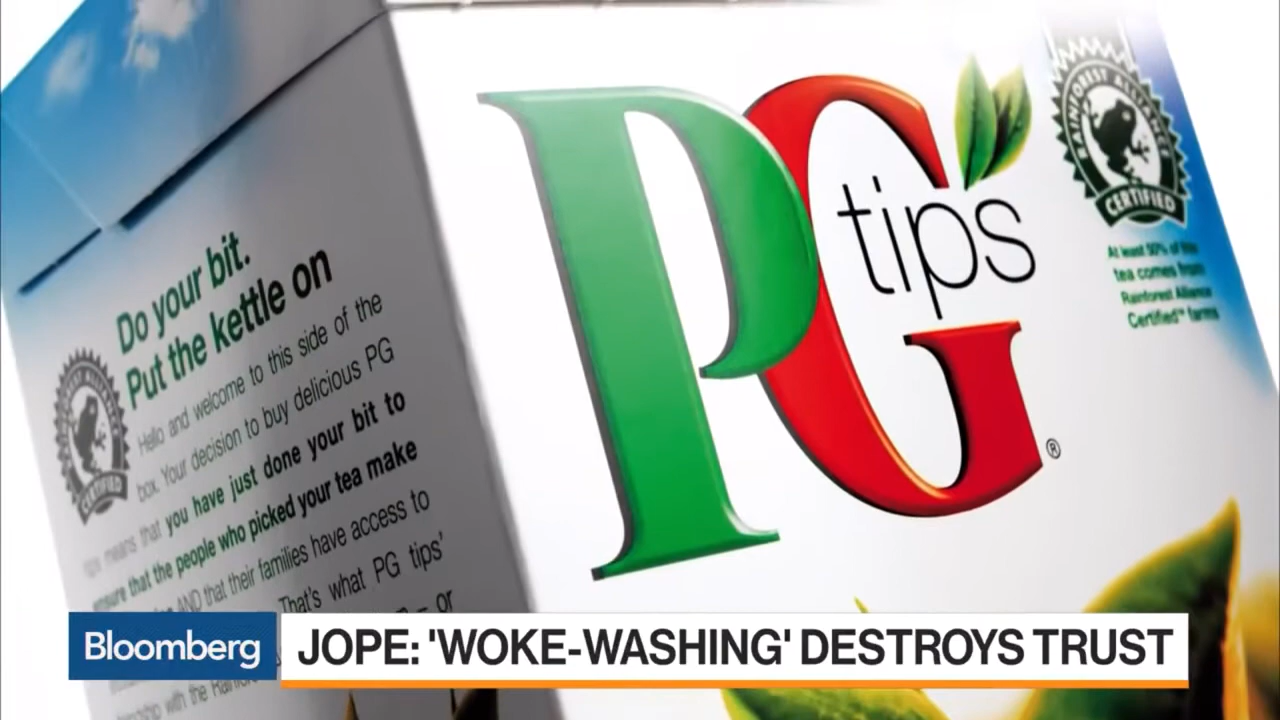 Do your bit.
Put the kettle on
Hello and welcome to this side of the
box. Your decision to buy delicious PG
means that you have just done your bit to
ensure that the people who picked your tea make
AND that their families have access to
That's what PG tips'
– or
friendship with the
CERTIFIED
PG
tips
®
RAINFOREST ALLIANCE
CERTIFIED
At least 50% of this
tea comes from
Rainforest Alliance
Certified™ farms
Bloomberg
JOPE: 'WOKE-WASHING' DESTROYS TRUST